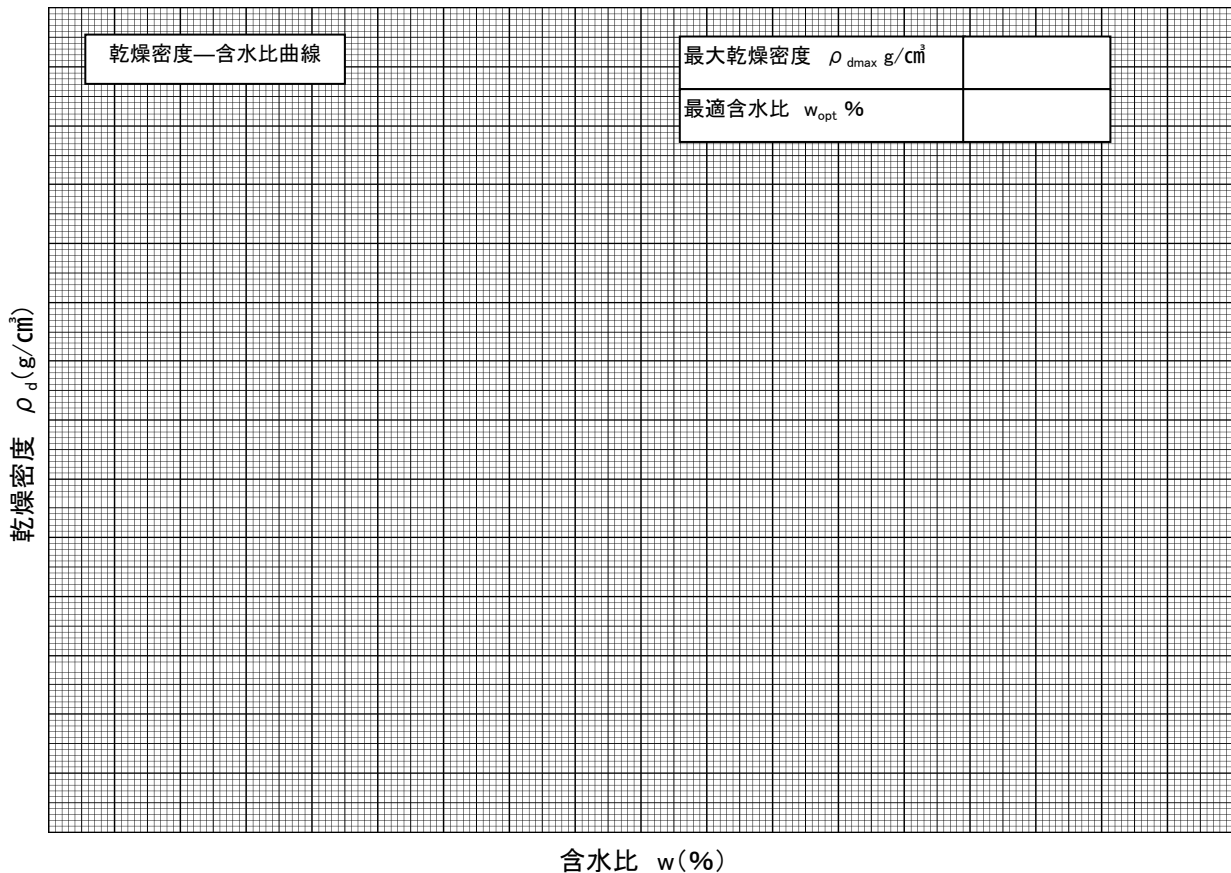 乾燥密度―含水比曲線
最大乾燥密度 ρdmax g/cm³
最適含水比 wopt %
乾燥密度 ρd(g/cm³)
含水比 w(%)